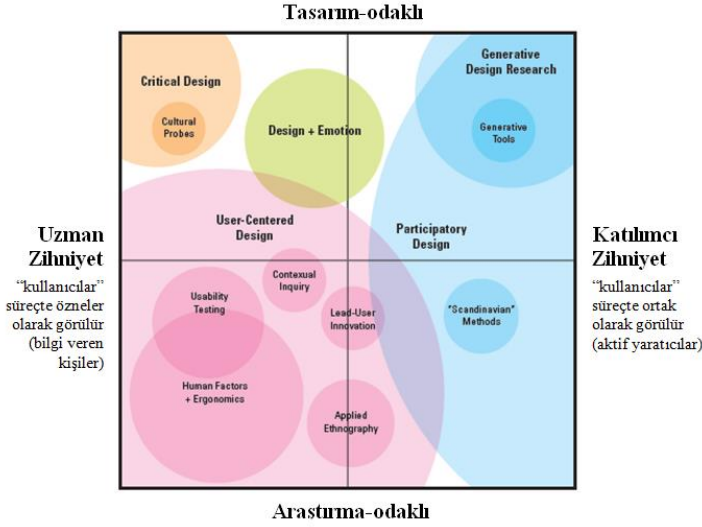 Tasarım-odaklı
Critical Design
Cultural
Probes
Design + Emotion
Generative
Design Research
Generative
Tools
User-Centered
Design
Participatory
Design
Uzman
Zihniyet
“kullanıcılar”
süreçte özneler
olarak görülür
(bilgi veren
kişiler)
Katılımcı
Zihniyet
“kullanıcılar”
süreçte ortak
olarak görülür
(aktif yaratıcılar)
Contexual
Inquiry
Usability
Testing
Lead-User
Innovation
"Scandinavian"
Methods
Human Factors
+ Ergonomics
Applied
Ethnography
Arastırma-odaklı